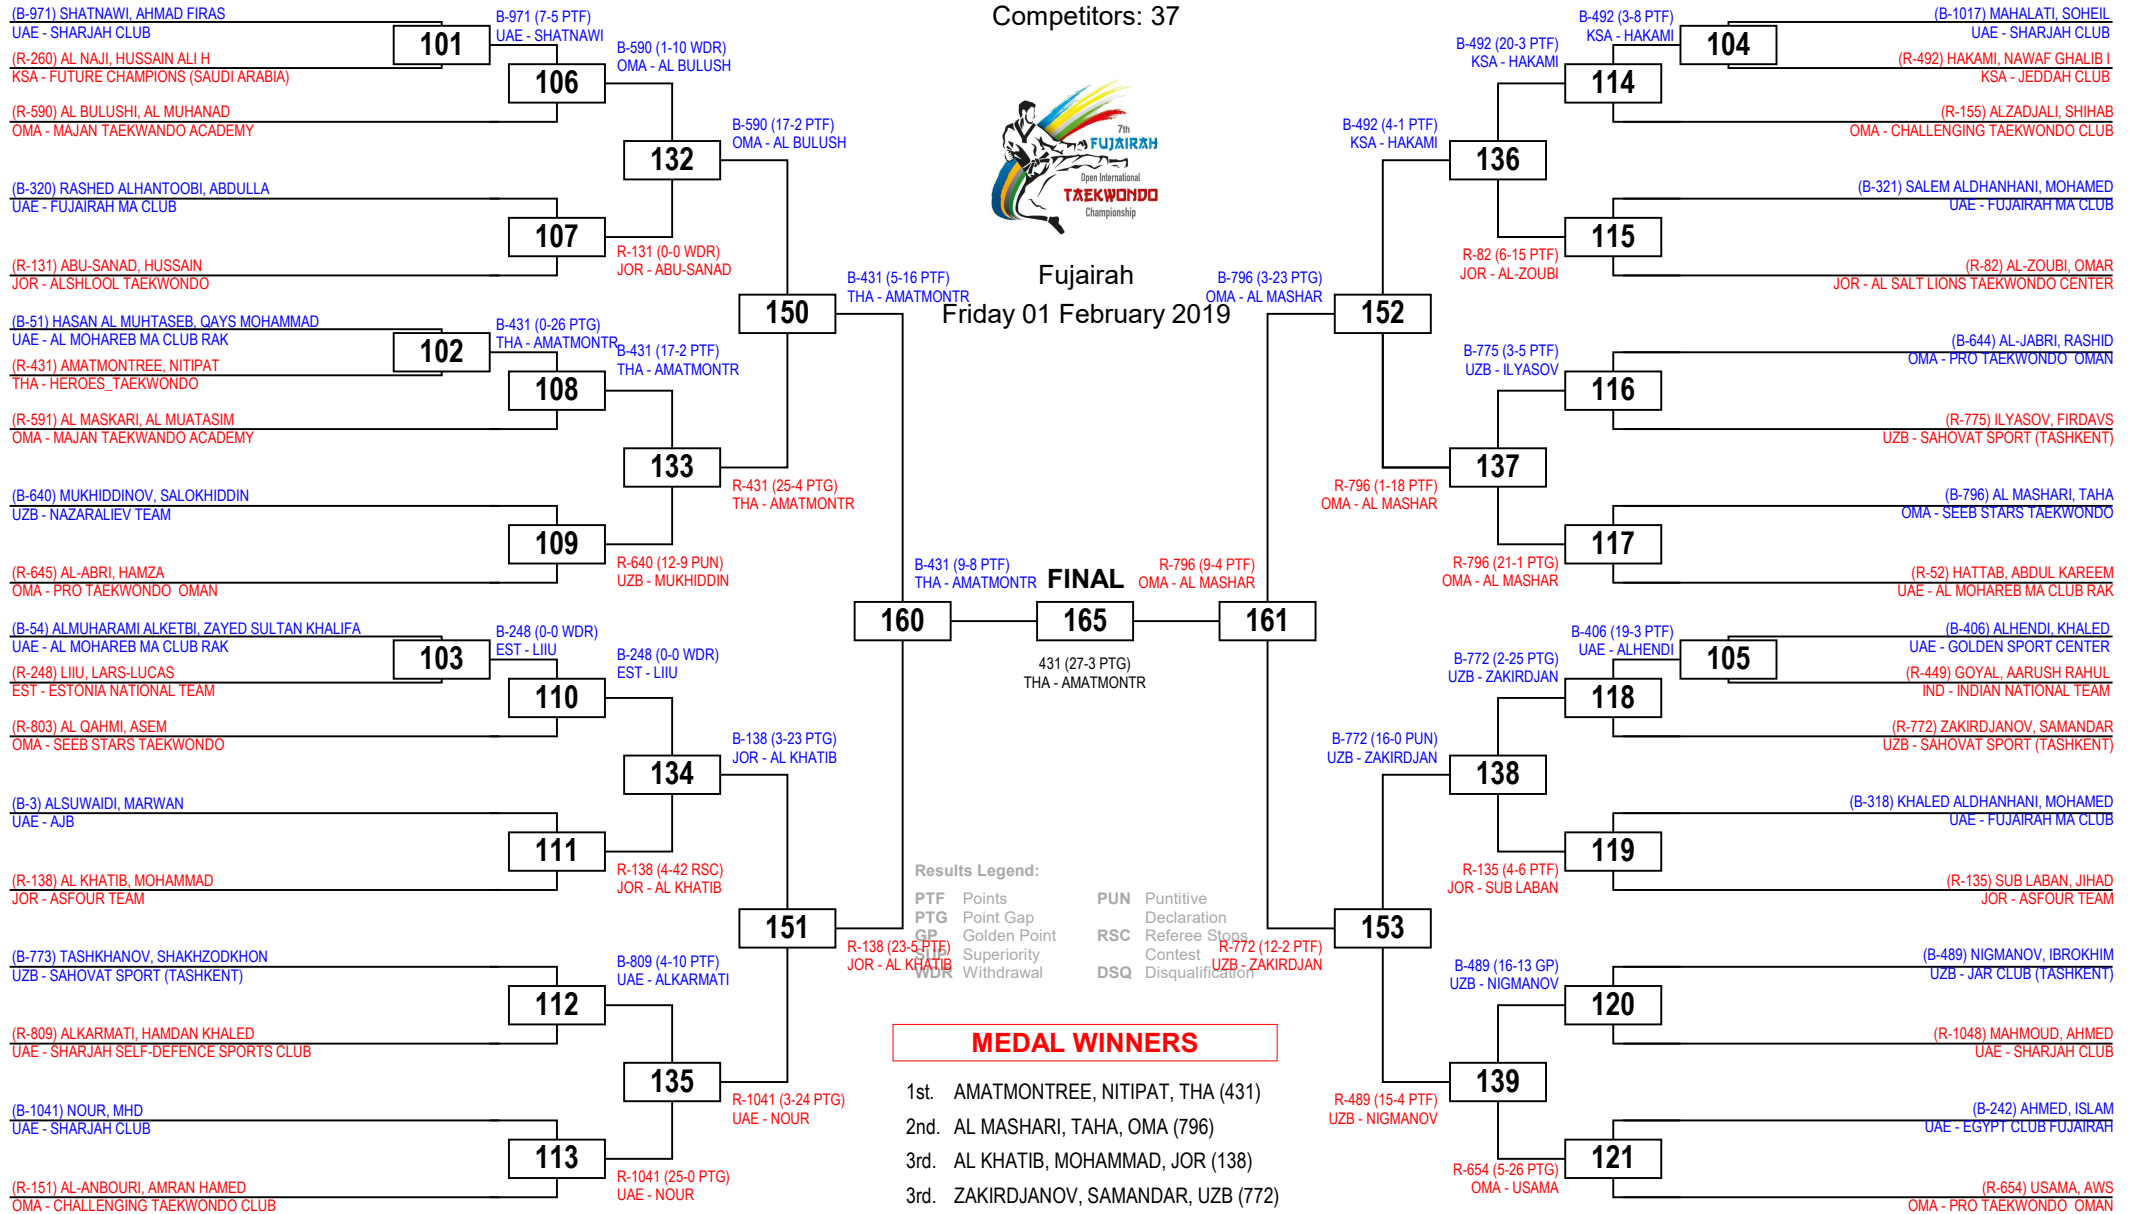 Competitors: 37
7th
FUJAIRAH
Open International
TAEKWONDO
Championship
Fujairah
Friday 01 February 2019
(B-971) SHATNAWI, AHMAD FIRAS
UAE - SHARJAH CLUB
101
(R-260) AL NAJI, HUSSAIN ALI H
KSA - FUTURE CHAMPIONS (SAUDI ARABIA)
B-971 (7-5 PTF)
UAE - SHATNAWI
106
(R-590) AL BULUSHI, AL MUHANAD
OMA - MAJAN TAEKWANDO ACADEMY
B-590 (1-10 WDR)
OMA - AL BULUSH
132
(B-320) RASHED ALHANTOOBI, ABDULLA
UAE - FUJAIRAH MA CLUB
107
(R-131) ABU-SANAD, HUSSAIN
JOR - ALSHLOOL TAEKWONDO
R-131 (0-0 WDR)
JOR - ABU-SANAD
B-590 (17-2 PTF)
OMA - AL BULUSH
150
(B-51) HASAN AL MUHTASEB, QAYS MOHAMMAD
UAE - AL MOHAREB MA CLUB RAK
102
(R-431) AMATMONTREE, NITIPAT
THA - HEROES_TAEKWONDO
B-431 (0-26 PTG)
THA - AMATMONTR
108
(R-591) AL MASKARI, AL MUATASIM
OMA - MAJAN TAEKWANDO ACADEMY
B-431 (17-2 PTF)
THA - AMATMONTR
133
(B-640) MUKHIDDINOV, SALOKHIDDIN
UZB - NAZARALIEV TEAM
109
(R-645) AL-ABRI, HAMZA
OMA - PRO TAEKWONDO  OMAN
R-640 (12-9 PUN)
UZB - MUKHIDDIN
R-431 (25-4 PTG)
THA - AMATMONTR
B-431 (5-16 PTF)
THA - AMATMONTR
160
(B-54) ALMUHARAMI ALKETBI, ZAYED SULTAN KHALIFA
UAE - AL MOHAREB MA CLUB RAK
103
(R-248) LIIU, LARS-LUCAS
EST - ESTONIA NATIONAL TEAM
B-248 (0-0 WDR)
EST - LIIU
110
(R-803) AL QAHMI, ASEM
OMA - SEEB STARS TAEKWONDO
B-248 (0-0 WDR)
EST - LIIU
134
(B-3) ALSUWAIDI, MARWAN
UAE - AJB
111
(R-138) AL KHATIB, MOHAMMAD
JOR - ASFOUR TEAM
R-138 (4-42 RSC)
JOR - AL KHATIB
B-138 (3-23 PTG)
JOR - AL KHATIB
151
(B-773) TASHKHANOV, SHAKHZODKHON
UZB - SAHOVAT SPORT (TASHKENT)
112
(R-809) ALKARMATI, HAMDAN KHALED
UAE - SHARJAH SELF-DEFENCE SPORTS CLUB
B-809 (4-10 PTF)
UAE - ALKARMATI
135
(B-1041) NOUR, MHD
UAE - SHARJAH CLUB
113
(R-151) AL-ANBOURI, AMRAN HAMED
OMA - CHALLENGING TAEKWONDO CLUB
R-1041 (25-0 PTG)
UAE - NOUR
R-1041 (3-24 PTG)
UAE - NOUR
R-138 (23-5 PTF)
JOR - AL KHATIB
B-431 (9-8 PTF)
THA - AMATMONTR
FINAL
165
431 (27-3 PTG)
THA - AMATMONTR
R-796 (9-4 PTF)
OMA - AL MASHAR
161
B-796 (3-23 PTG)
OMA - AL MASHAR
152
B-492 (4-1 PTF)
KSA - HAKAMI
136
B-492 (20-3 PTF)
KSA - HAKAMI
114
B-492 (3-8 PTF)
KSA - HAKAMI
104
(B-1017) MAHALATI, SOHEIL
UAE - SHARJAH CLUB
(R-492) HAKAMI, NAWAF GHALIB I
KSA - JEDDAH CLUB
(R-155) ALZADJALI, SHIHAB
OMA - CHALLENGING TAEKWONDO CLUB
(B-321) SALEM ALDHANHANI, MOHAMED
UAE - FUJAIRAH MA CLUB
115
R-82 (6-15 PTF)
JOR - AL-ZOUBI
(R-82) AL-ZOUBI, OMAR
JOR - AL SALT LIONS TAEKWONDO CENTER
(B-644) AL-JABRI, RASHID
OMA - PRO TAEKWONDO  OMAN
B-775 (3-5 PTF)
UZB - ILYASOV
116
(R-775) ILYASOV, FIRDAVS
UZB - SAHOVAT SPORT (TASHKENT)
137
R-796 (1-18 PTF)
OMA - AL MASHAR
(B-796) AL MASHARI, TAHA
OMA - SEEB STARS TAEKWONDO
117
R-796 (21-1 PTG)
OMA - AL MASHAR
(R-52) HATTAB, ABDUL KAREEM
UAE - AL MOHAREB MA CLUB RAK
B-406 (19-3 PTF)
UAE - ALHENDI
105
(B-406) ALHENDI, KHALED
UAE - GOLDEN SPORT CENTER
(R-449) GOYAL, AARUSH RAHUL
IND - INDIAN NATIONAL TEAM
B-772 (2-25 PTG)
UZB - ZAKIRDJAN
118
(R-772) ZAKIRDJANOV, SAMANDAR
UZB - SAHOVAT SPORT (TASHKENT)
B-772 (16-0 PUN)
UZB - ZAKIRDJAN
138
(B-318) KHALED ALDHANHANI, MOHAMED
UAE - FUJAIRAH MA CLUB
119
R-135 (4-6 PTF)
JOR - SUB LABAN
(R-135) SUB LABAN, JIHAD
JOR - ASFOUR TEAM
153
R-772 (12-2 PTF)
UZB - ZAKIRDJAN
B-489 (16-13 GP)
UZB - NIGMANOV
(B-489) NIGMANOV, IBROKHIM
UZB - JAR CLUB (TASHKENT)
120
(R-1048) MAHMOUD, AHMED
UAE - SHARJAH CLUB
139
R-489 (15-4 PTF)
UZB - NIGMANOV
(B-242) AHMED, ISLAM
UAE - EGYPT CLUB FUJAIRAH
121
R-654 (5-26 PTG)
OMA - USAMA
(R-654) USAMA, AWS
OMA - PRO TAEKWONDO  OMAN
Results Legend:
PTF Points
PTG Point Gap
GP Golden Point
SUP Superiority
WDR Withdrawal
PUN Puntitive
Declaration
RSC Referee Stops
Contest
DSQ Disqualification
MEDAL WINNERS
1st. AMATMONTREE, NITIPAT, THA (431)
2nd. AL MASHARI, TAHA, OMA (796)
3rd. AL KHATIB, MOHAMMAD, JOR (138)
3rd. ZAKIRDJANOV, SAMANDAR, UZB (772)